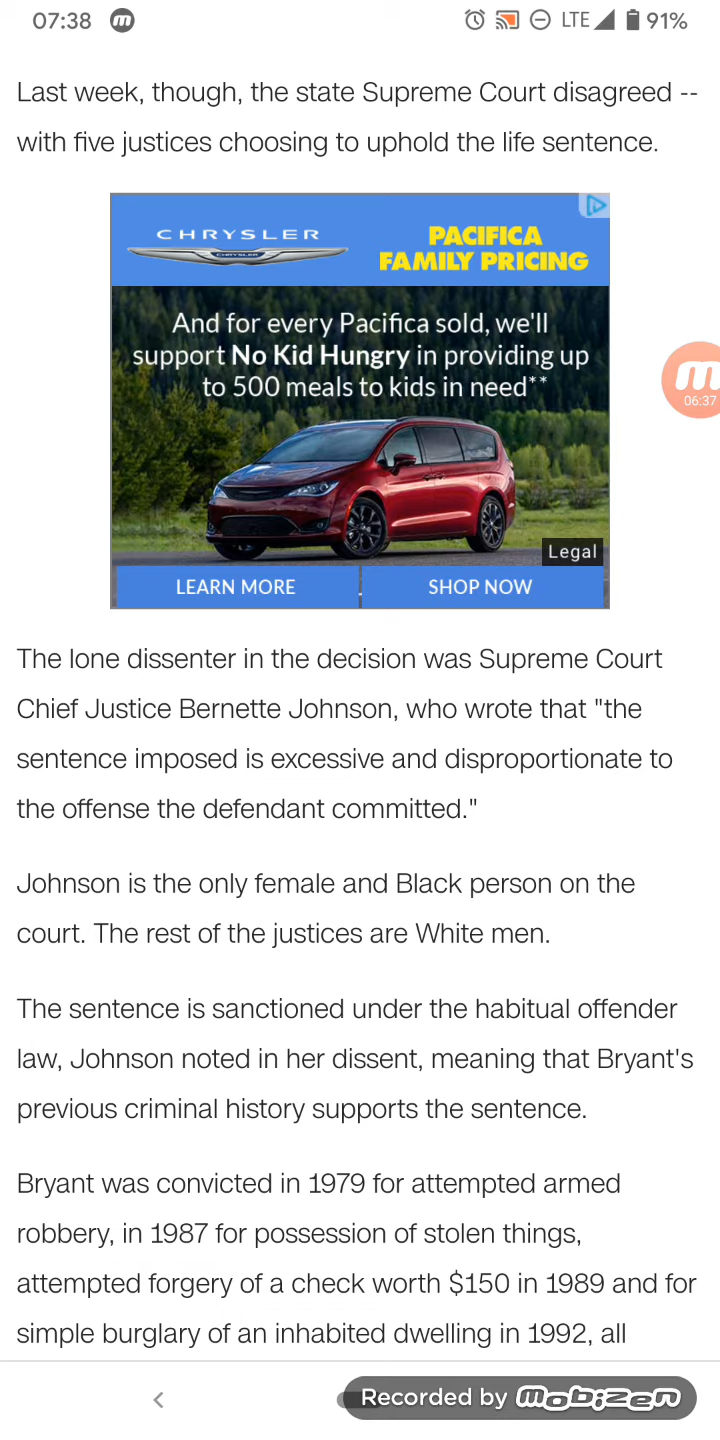 07:38 m LTE 91%
Last week, though, the state Supreme Court disagreed --
with five justices choosing to uphold the life sentence.
CHRYSLER
CHRYSLER
PACIFICA
FAMILY PRICING
And for every Pacifica sold, we'll
support No Kid Hungry in providing up
to 500 meals to kids in need**
m
06:37
Legal
LEARN MORE
SHOP NOW
The lone dissenter in the decision was Supreme Court
Chief Justice Bernette Johnson, who wrote that "the
sentence imposed is excessive and disproportionate to
the offense the defendant committed."
Johnson is the only female and Black person on the
court. The rest of the justices are White men.
The sentence is sanctioned under the habitual offender
law, Johnson noted in her dissent, meaning that Bryant's
previous criminal history supports the sentence.
Bryant was convicted in 1979 for attempted armed
robbery, in 1987 for possession of stolen things,
attempted forgery of a check worth $150 in 1989 and for
simple burglary of an inhabited dwelling in 1992, all
Recorded by mobizen